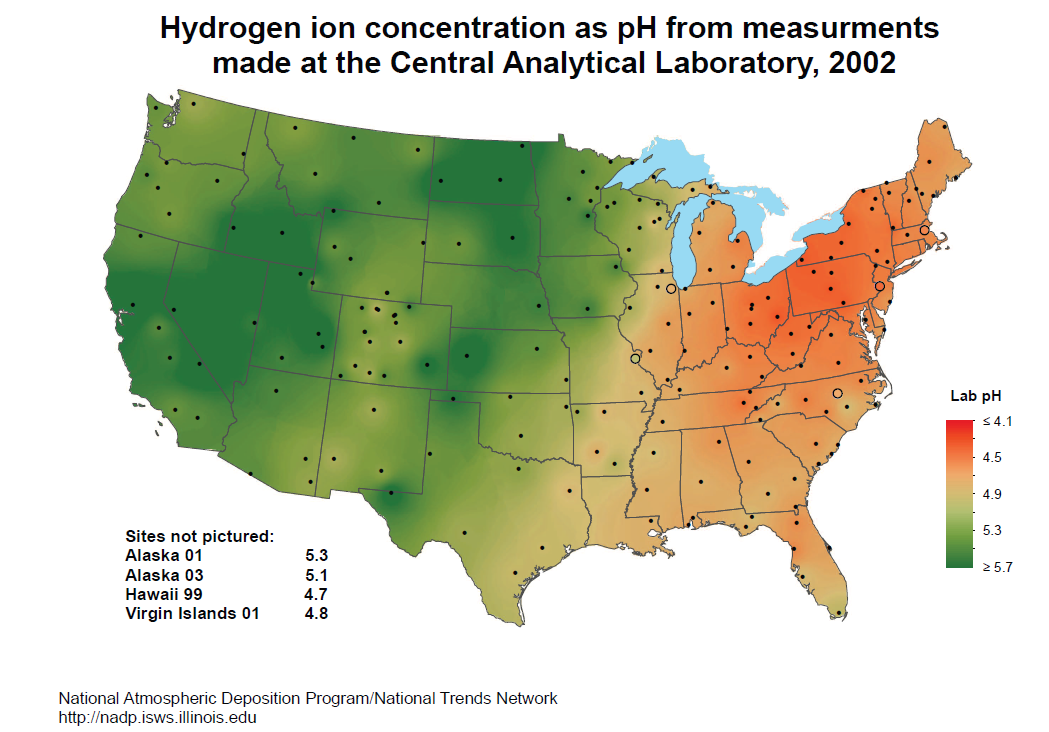 Hydrogen ion concentration as pH from measurments
made at the Central Analytical Laboratory, 2002
Lab pH
≤ 4.1
4.5
4.9
5.3
≥ 5.7
Sites not pictured:
Alaska 01 5.3
Alaska 03 5.1
Hawaii 99 4.7
Virgin Islands 01 4.8
National Atmospheric Deposition Program/National Trends Network
http://nadp.isws.illinois.edu